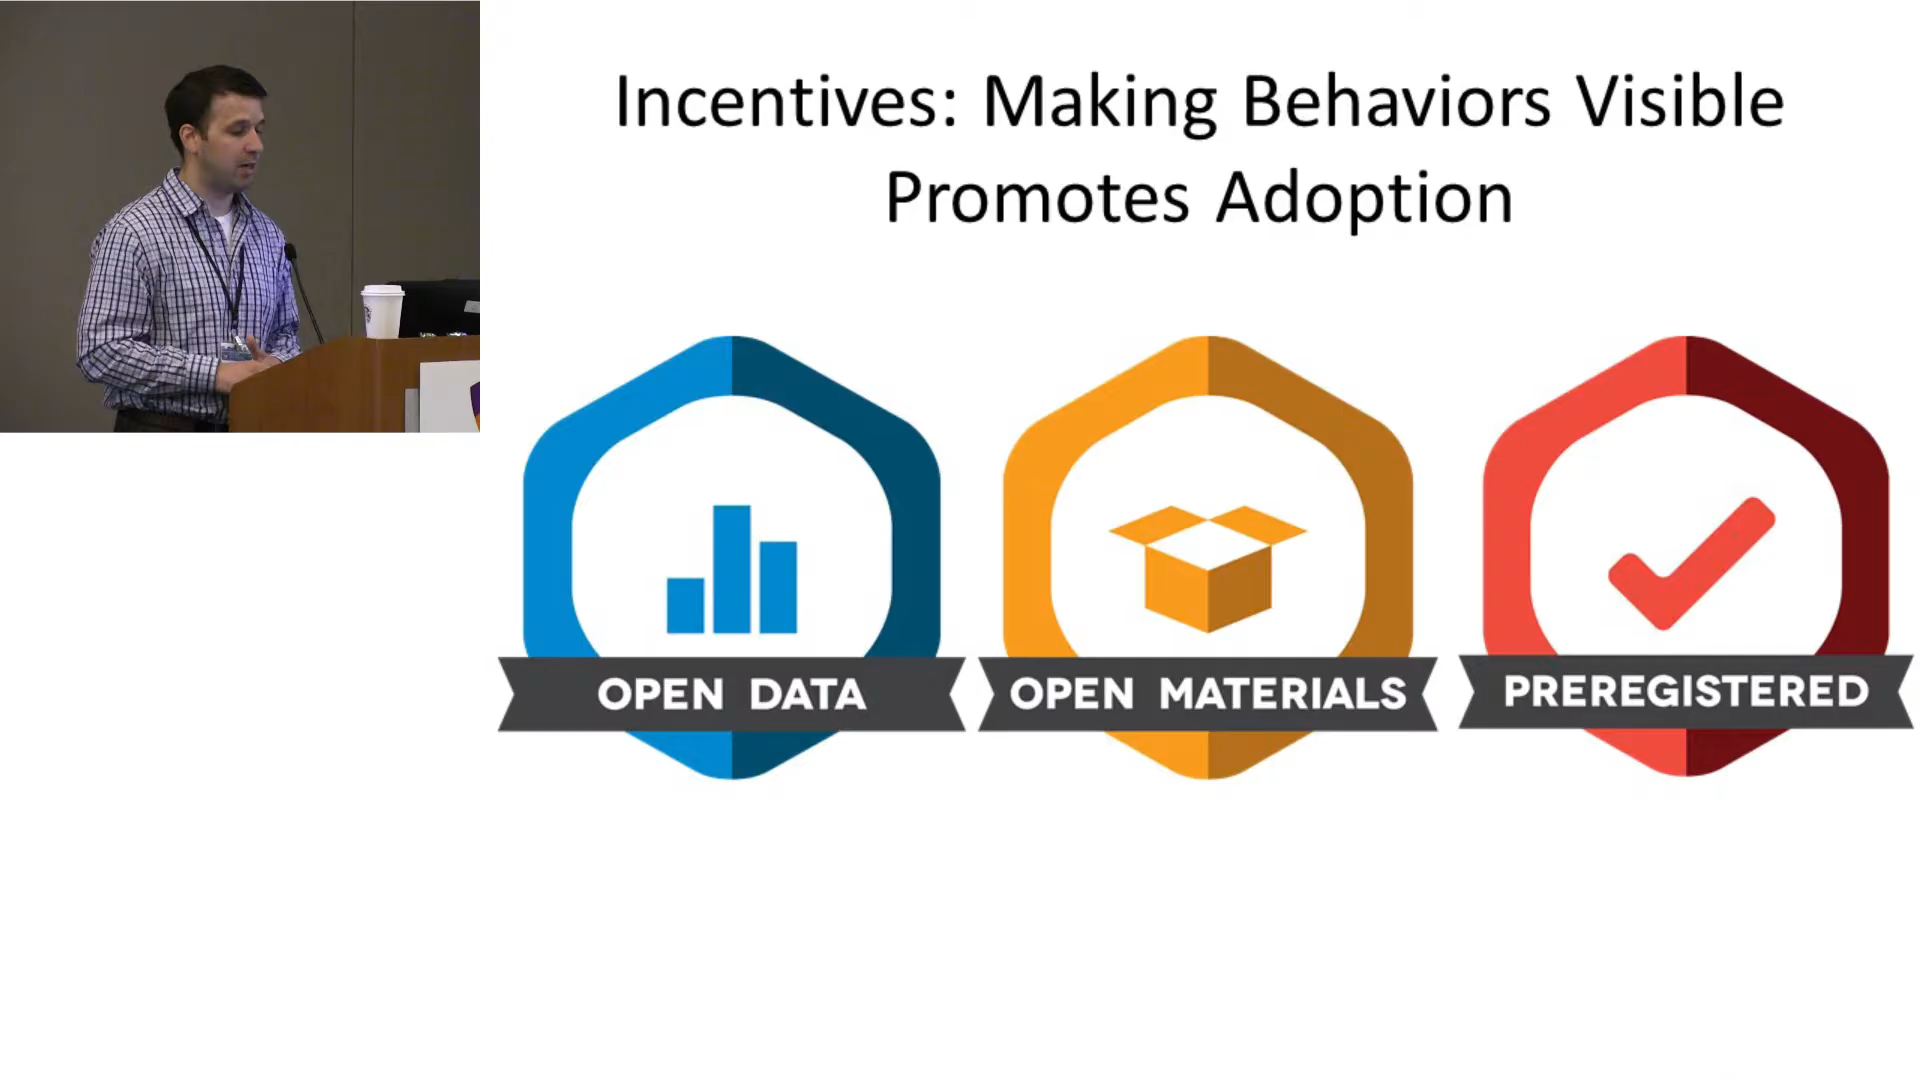 Incentives: Making Behaviors Visible
Promotes Adoption
OPEN DATA
OPEN MATERIALS
PREREGISTERED